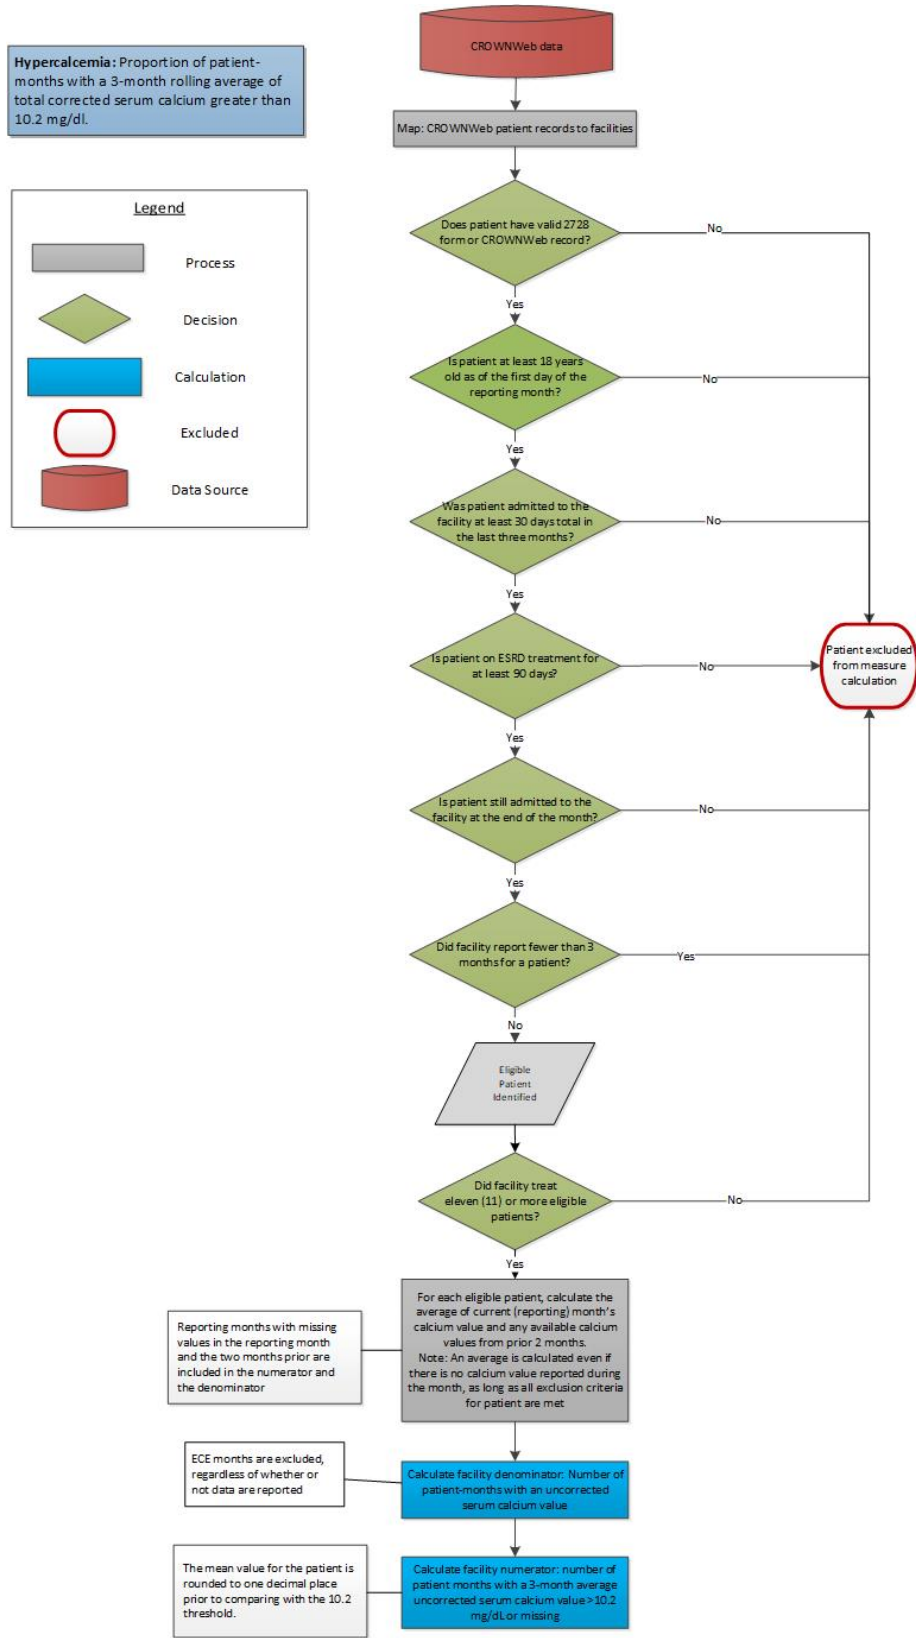 CROWNWeb data
Hypercalcemia: Proportion of patient-
months with a 3-month rolling average of
total corrected serum calcium greater than
10.2 mg/dl.
Map: CROWNWeb patient records to facilities
Legend
Process
Decision
Calculation
Excluded
Data Source
Does patient have valid 2728
form or CROWNWeb record?
No
Yes
Is patient at least 18 years
old as of the first day of the
reporting month?
No
Yes
Was patient admitted to the
facility at least 30 days total in
the last three months?
No
Yes
Is patient on ESRD treatment for
at least 90 days?
No
Patient excluded
from measure
calculation
Yes
Is patient still admitted to the
facility at the end of the month?
No
Yes
Did facility report fewer than 3
months for a patient?
Yes
No
Eligible
Patient
Identified
Did facility treat
eleven (11) or more eligible
patients?
No
Yes
For each eligible patient, calculate the
average of current (reporting) month's
calcium value and any available calcium
values from prior 2 months.
Note: An average is calculated even if
there is no calcium value reported during
the month, as long as all exclusion criteria
for patient are met
Reporting months with missing
values in the reporting month
and the two months prior are
included in the numerator and
the denominator
ECE months are excluded,
regardless of whether or
not data are reported
Calculate facility denominator: Number of
patient-months with an uncorrected
serum calcium value
The mean value for the patient is
rounded to one decimal place
prior to comparing with the 10.2
threshold.
Calculate facility numerator: number of
patient months with a 3-month average
uncorrected serum calcium value >10.2
mg/dL or missing